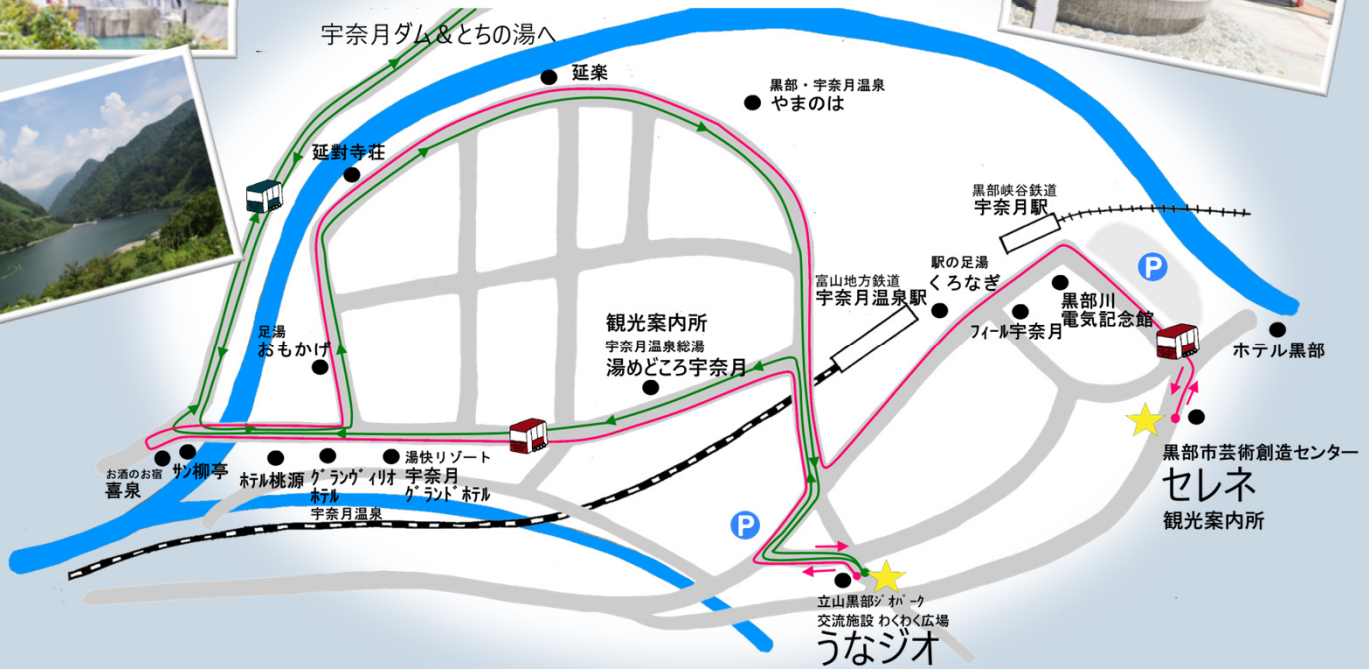 宇奈月ダム&とちの湯へ
延楽
黒部・宇奈月温泉
やまのは
延對寺荘
黒部峡谷鉄道
宇奈月駅
P
富山地方鉄道
宇奈月温泉駅
駅の足湯
くろなぎ
フィール宇奈月
黒部川
電気記念館
ホテル黒部
足湯
おもかげ
観光案内所
宇奈月温泉総湯
湯めどころ宇奈月
お酒のお宿
喜泉
サン柳亭
ホテル桃源
グランヴィリオ
ホテル
宇奈月温泉
湯快リゾート
宇奈月
グランドホテル
黒部市芸術創造センター
セレネ
観光案内所
P
立山黒部ジオパーク
交流施設 わくわく広場
うなジオ